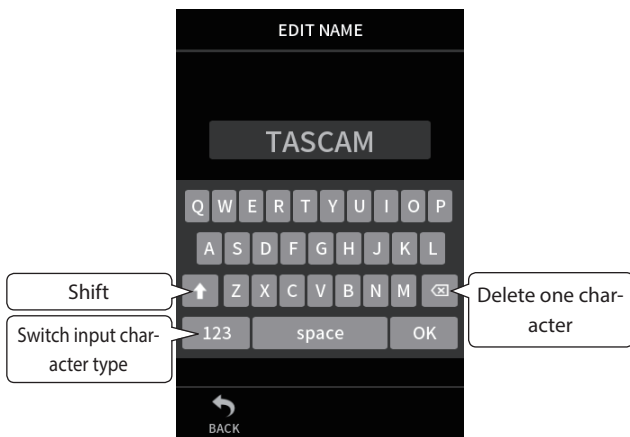 EDIT NAME
TASCAM
Q W E R T Y U I O P
A S D F G H J K L
Shift
Z X C V B N M
Delete one char-
acter
Switch input char-
acter type
123 space OK
BACK